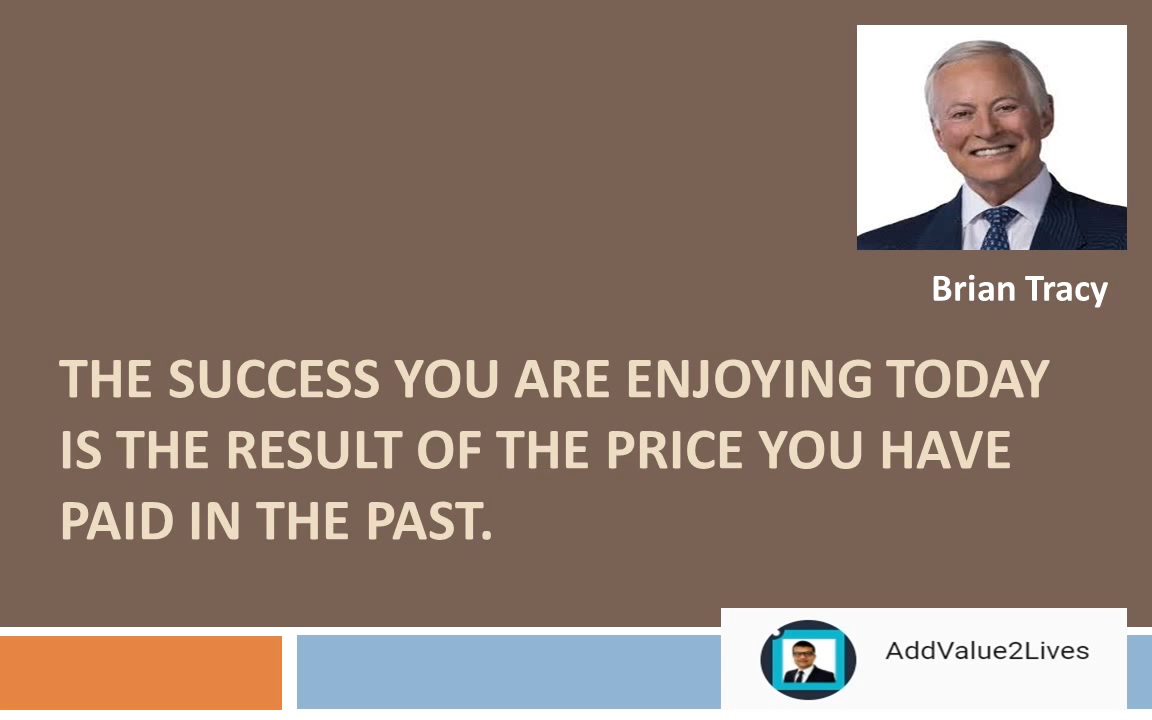 Brian Tracy
THE SUCCESS YOU ARE ENJOYING TODAY
IS THE RESULT OF THE PRICE YOU HAVE
PAID IN THE PAST.
AddValue2Lives